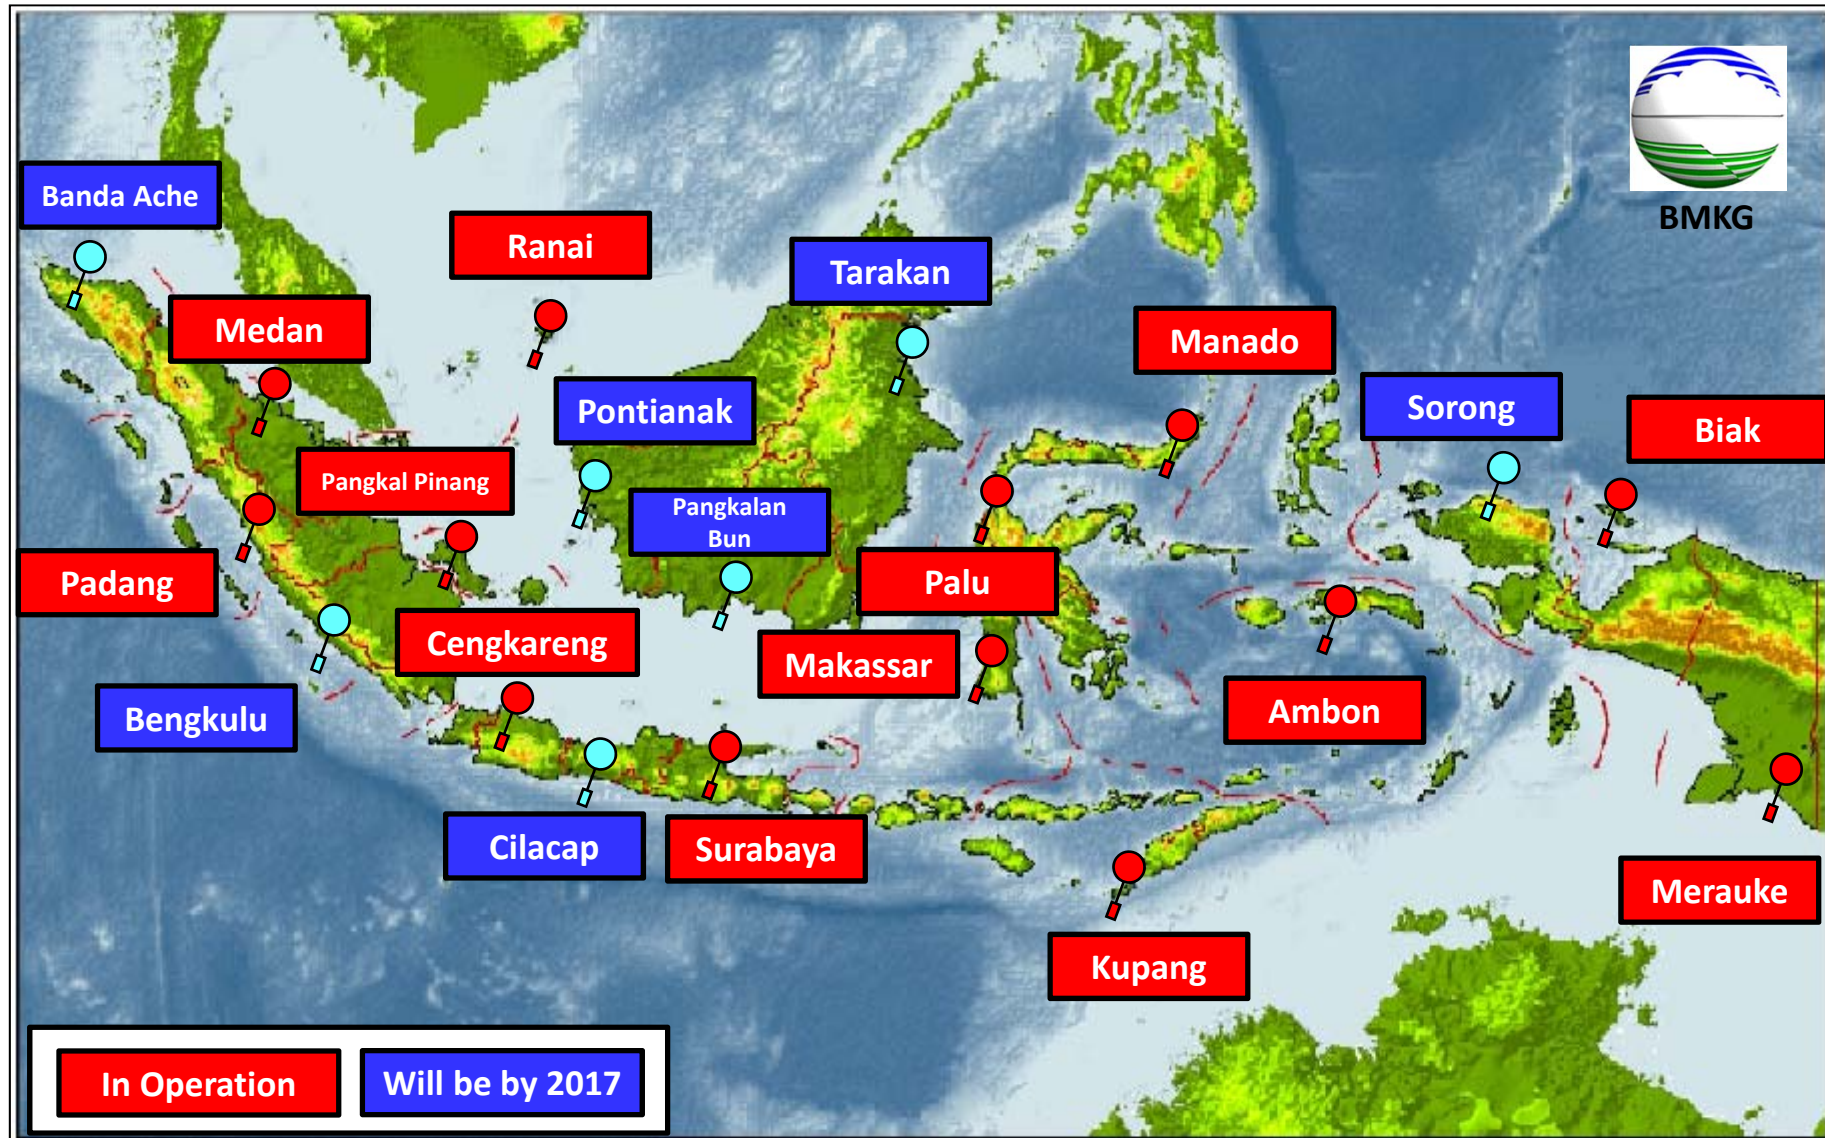 Banda Ache
BMKG
Ranai
Tarakan
Medan
Manado
Pontianak
Sorong
Biak
Pangkal Pinang
Pangkalan
Bun
Padang
Palu
Cengkareng
Makassar
Bengkulu
Ambon
Cilacap
Surabaya
Merauke
Kupang
In Operation
Will be by 2017